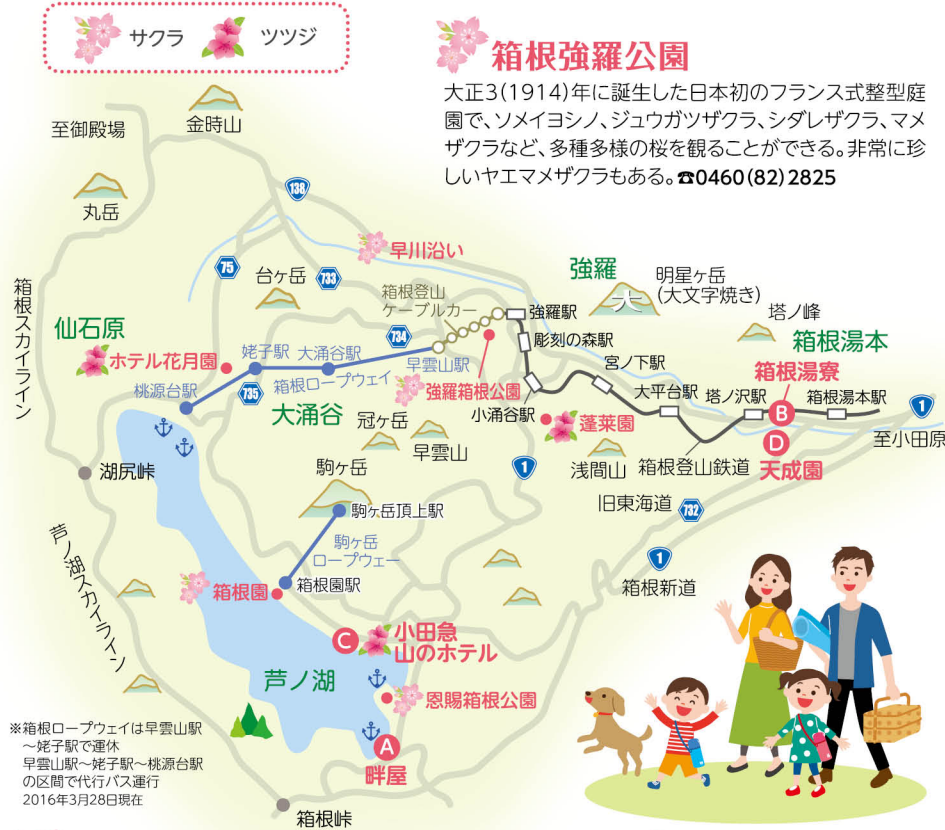 サクラ
ツツジ
箱根強羅公園
大正3(1914)年に誕生した日本初のフランス式整型庭
園で、ソメイヨシノ、ジュウガツザクラ、シダレザクラ、マメ
ザクラなど、多種多様の桜を観ることができる。非常に珍
しいヤエマメザクラもある。☎0460(82)2825
至御殿場
金時山
丸岳
138
早川沿い
75
台ヶ岳
733
箱根登山
ケーブルカー
強羅
大
明星ヶ岳
(大文字焼き)
塔ノ峰
箱根スカイライン
仙石原
ホテル花月園
姥子駅
大涌谷駅
734
早雲山駅
強羅駅
彫刻の森駅
宮ノ下駅
箱根湯本
箱根湯寮
桃源台駅
735
箱根ロープウェイ
強羅箱根公園
小涌谷駅
大平台駅
塔ノ沢駅
箱根湯本駅
B
1
至小田原
大涌谷
冠ヶ岳
早雲山
蓬莱園
浅間山
箱根登山鉄道
D
天成園
湖尻峠
駒ヶ岳
駒ヶ岳頂上駅
1
旧東海道
732
駒ヶ岳
ロープウェー
1
箱根新道
芦ノ湖スカイライン
箱根園
箱根園駅
C
小田急
山のホテル
芦ノ湖
恩賜箱根公園
A
畔屋
※箱根ロープウェイは早雲山駅
～姥子駅で運休
早雲山駅～姥子駅～桃源台駅
の区間で代行バス運行
2016年3月28日現在
箱根峠